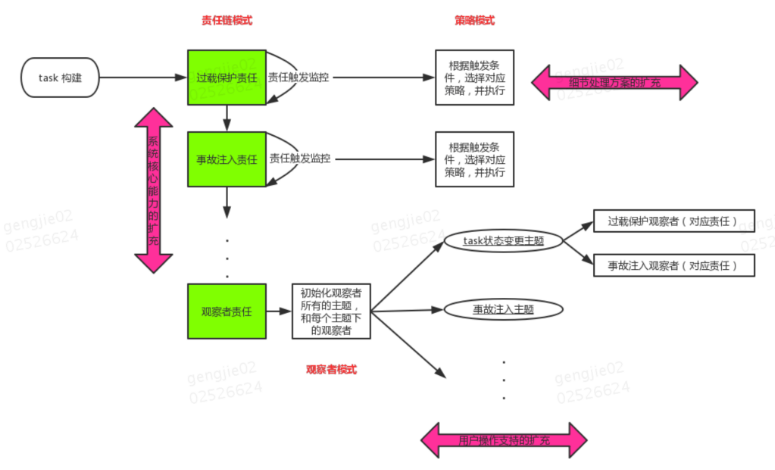 责任链模式
策略模式
task 构建
过载保护责任
责任触发监控
根据触发条
件，选择对应
策略，并执行
细节处理方案的扩充
系统核心能力的扩充
事故注入责任
责任触发监控
根据触发条
件，选择对应
策略，并执行
gengjie02
02526624
gengjie02
02526624
task状态变更主题
过载保护观察者（对应责任）
事故注入观察者（对应责任）
观察者责任
初始化观察者
所有的主题，
和每个主题下
的观察者
事故注入主题
观察者模式
gengjie02
02526624
gengjie02
02526624
用户操作支持的扩充